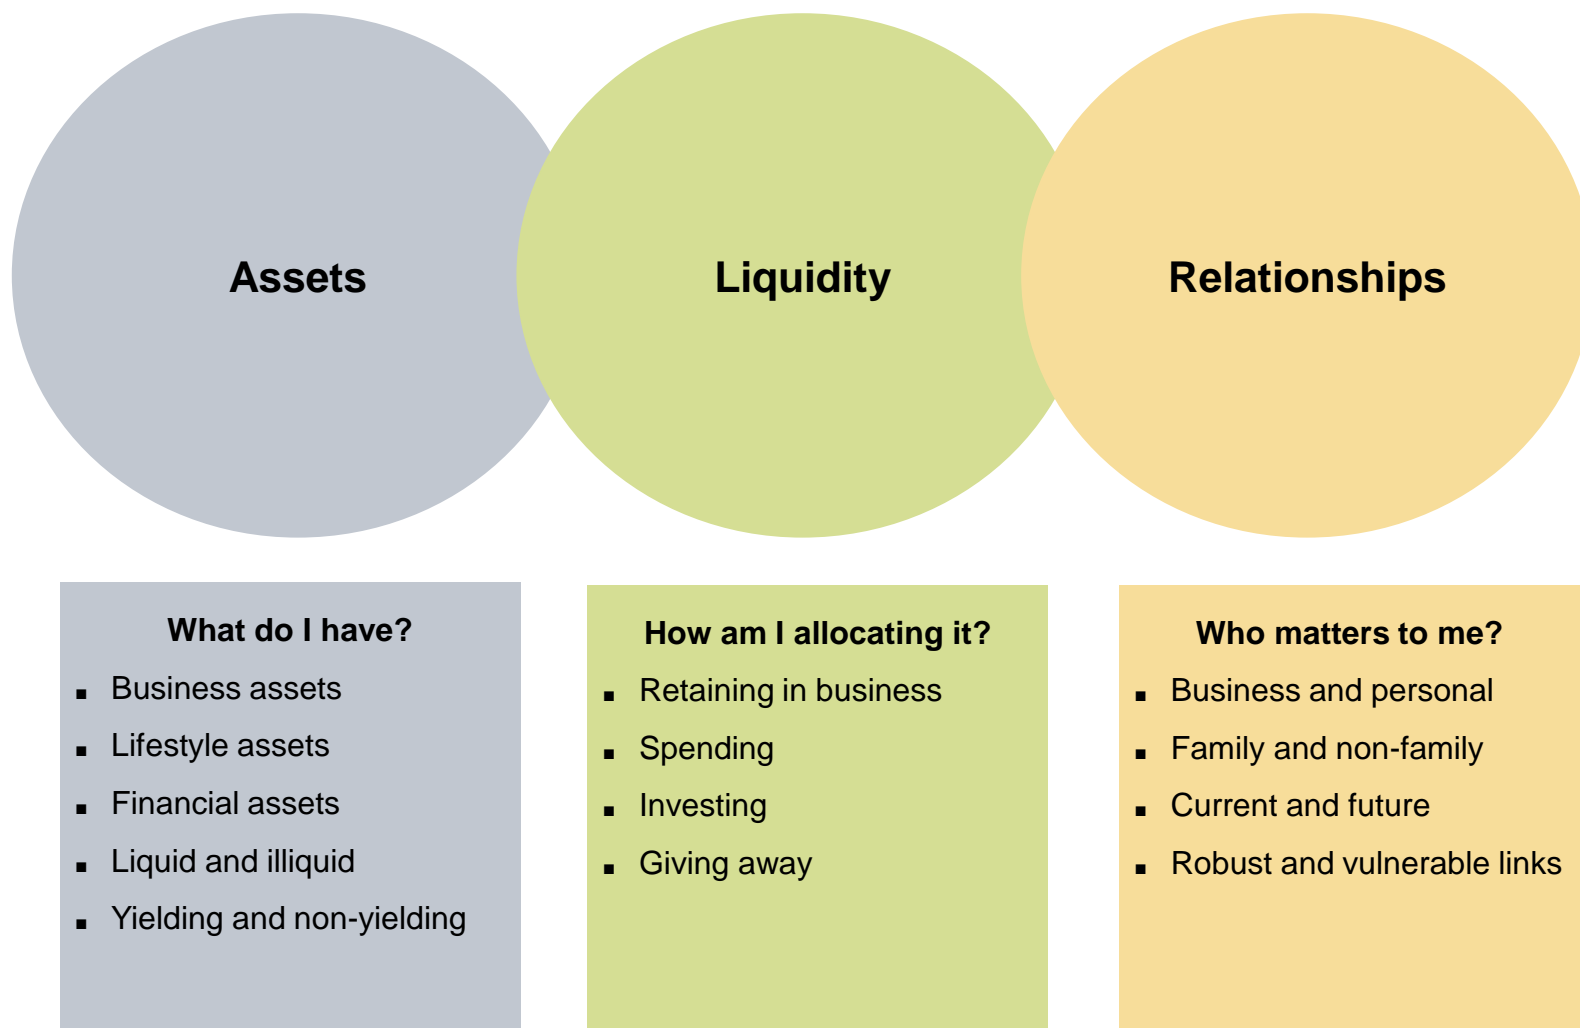 Assets
Liquidity
Relationships
What do I have?
▪ Business assets
▪ Lifestyle assets
▪ Financial assets
▪ Liquid and illiquid
▪ Yielding and non-yielding
How am I allocating it?
▪ Retaining in business
▪ Spending
▪ Investing
▪ Giving away
Who matters to me?
▪ Business and personal
▪ Family and non-family
▪ Current and future
▪ Robust and vulnerable links